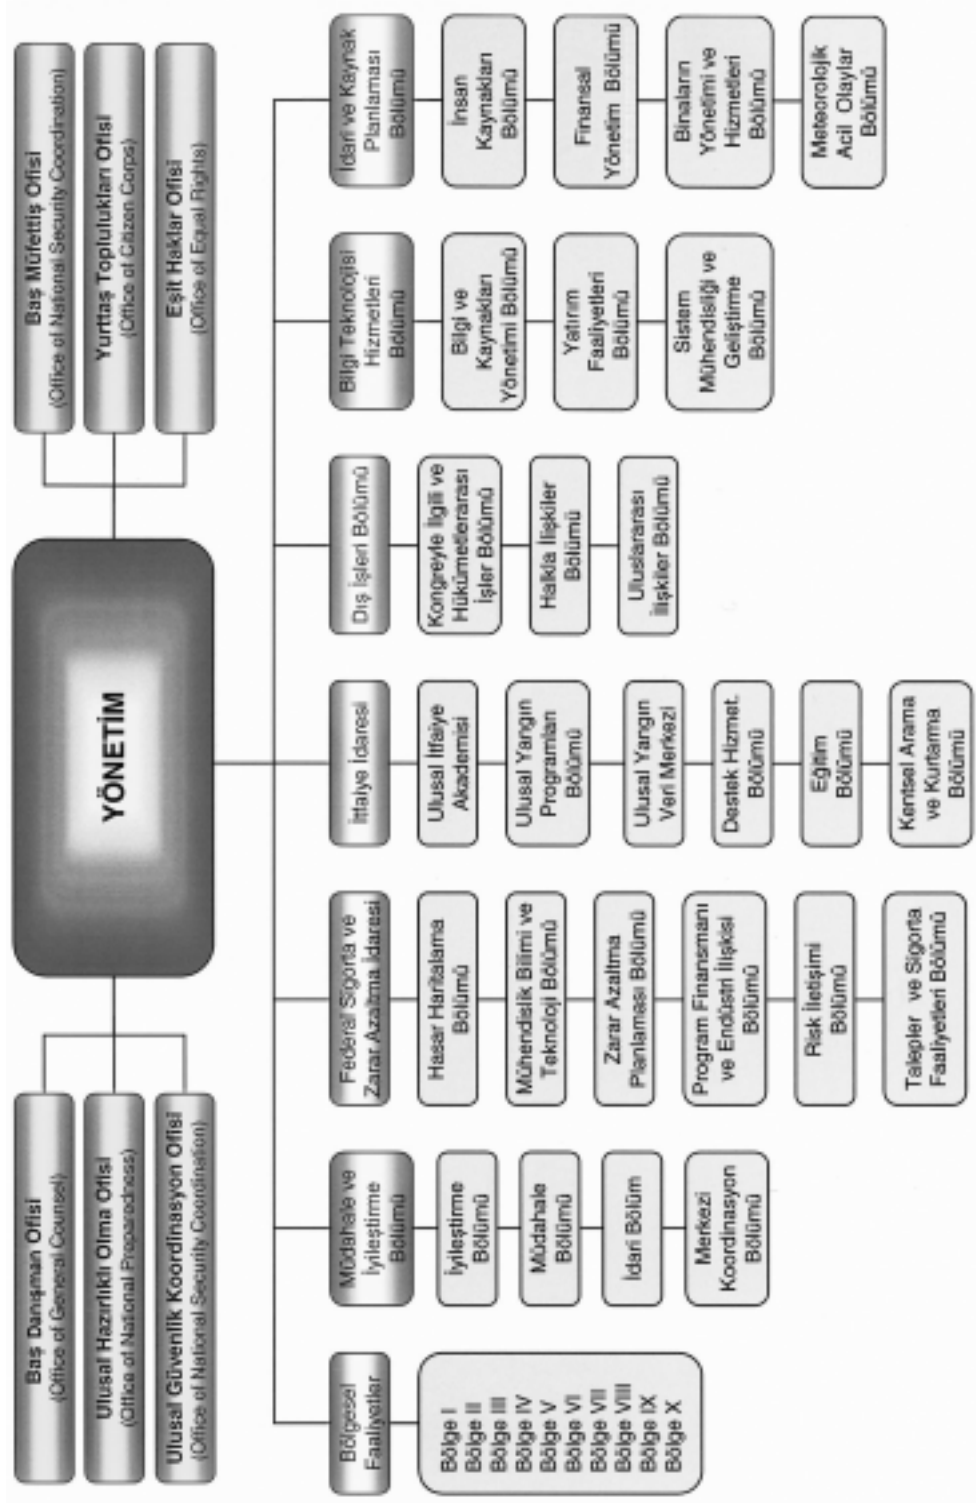 Baş Danışman Ofisi
(Office of General Counsel)
Ulusal Hazırlıklı Olma Ofisi
(Office of National Preparedness)
Ulusal Güvenlik Koordinasyon Ofisi
(Office of National Security Coordination)
YÖNETİM
Baş Müfettiş Ofisi
(Office of National Security Coordination)
Yurttaş Toplulukları Ofisi
(Office of Citizen Corps)
Eşit Haklar Ofisi
(Office of Equal Rights)
Bölgesel
Faaliyetler
Bölge I
Bölge II
Bölge III
Bölge IV
Bölge V
Bölge VI
Bölge VII
Bölge VIII
Bölge IX
Bölge X
Müdahale ve
İyileştirme
Bölümü
İyileştirme
Bölümü
Müdahale
Bölümü
İdari Bölüm
Merkezi
Koordinasyon
Bölümü
Federal Sigorta ve
Zarar Azaltma İdaresi
Hasar Haritalama
Bölümü
Mühendislik Bilimi ve
Teknoloji Bölümü
Zarar Azaltma
Planlaması Bölümü
Program Finansmanı
ve Endüstri İlişkisi
Bölümü
Risk İletişimi
Bölümü
Talepler ve Sigorta
Faaliyetleri Bölümü
İtfaiye İdaresi
Ulusal İtfaiye
Akademisi
Ulusal Yangın
Programları
Bölümü
Ulusal Yangın
Veri Merkezi
Destek Hizmet.
Bölümü
Eğitim
Bölümü
Kentsel Arama
ve Kurtarma
Bölümü
Dış İşleri Bölümü
Kongreyle İlgili ve
Hükümetlerarası
İşler Bölümü
Halkla İlişkiler
Bölümü
Uluslararası
İlişkiler Bölümü
Bilgi Teknolojisi
Hizmetleri
Bölümü
Bilgi ve
Kaynakları
Yönetimi Bölümü
Yatırım
Faaliyetleri
Bölümü
Sistem
Mühendisliği ve
Geliştirme
Bölümü
İdari ve Kaynak
Planlaması
Bölümü
İnsan
Kaynakları
Bölümü
Finansal
Yönetim Bölümü
Binaların
Yönetimi ve
Hizmetleri
Bölümü
Meteorolojik
Acil Olaylar
Bölümü